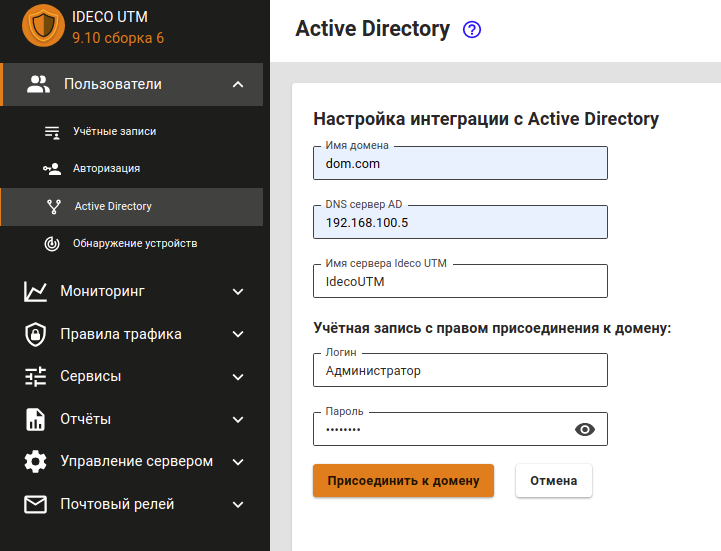 IDECO UTM
9.10 сборка 6
Пользователи
Учётные записи
Авторизация
Active Directory
Обнаружение устройств
Мониторинг
Правила трафика
Сервисы
Отчёты
Управление сервером
Почтовый релей
Active Directory
Настройка интеграции с Active Directory
Имя домена
dom.com
DNS сервер AD
192.168.100.5
Имя сервера Ideco UTM
IdecoUTM
Учётная запись с правом присоединения к домену:
Логин
Администратор
Пароль
••••••••
Присоединить к домену
Отмена